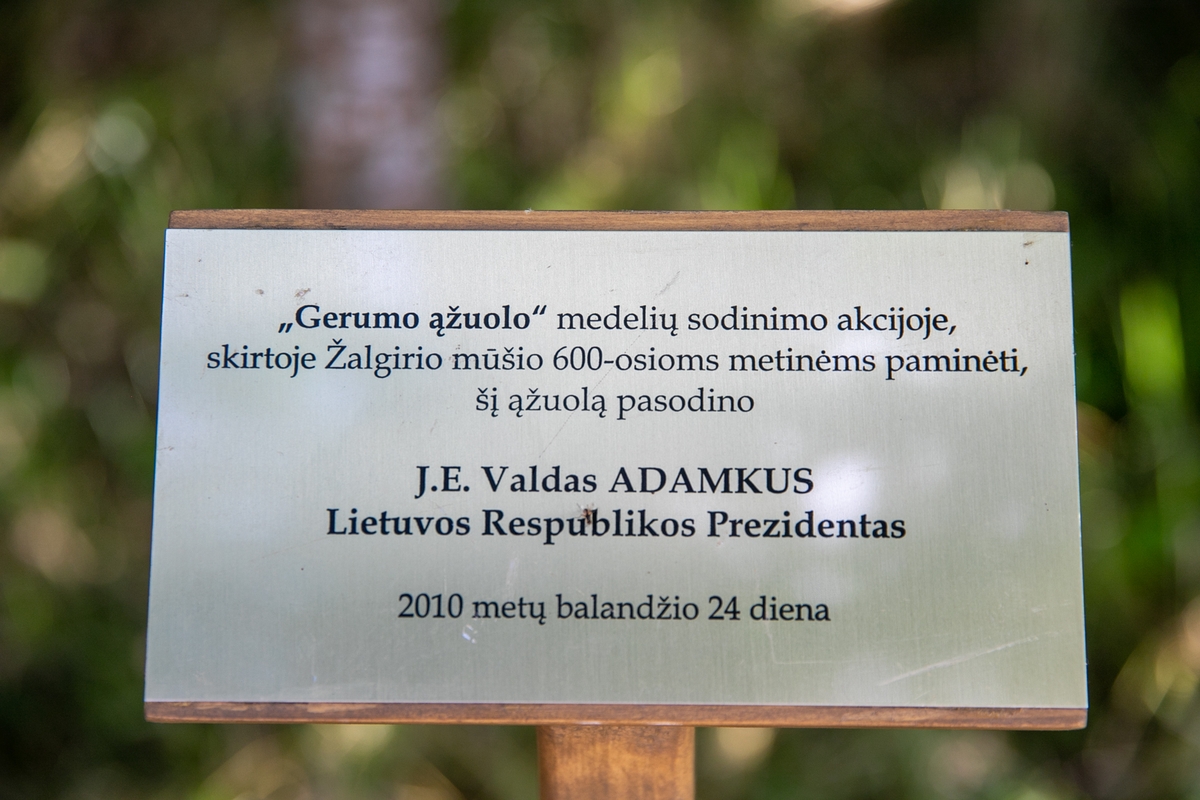 „Gerumo ąžuolo“ medelių sodinimo akcijoje,
skirtoje Žalgirio mūšio 600-osioms metinėms paminėti,
šį ąžuolą pasodino
J.E. Valdas ADAMKUS
Lietuvos Respublikos Prezidentas
2010 metų balandžio 24 diena